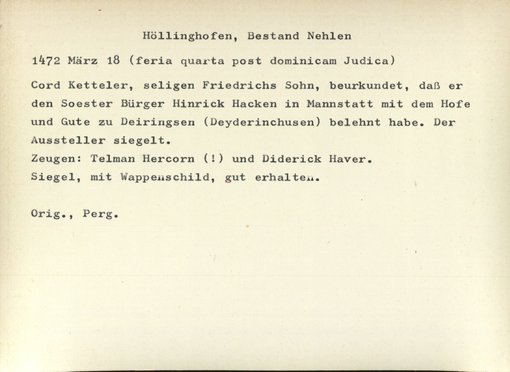 Höllinghofen, Bestand Nehlen
1472 März 18 (feria quarta post dominicam Judica)
Cord Ketteler, seligen Friedrichs Sohn, beurkundet, daß er
den Soester Bürger Hinrick Hacken in Mannstatt mit dem Hofe
und Gute zu Deiringsen (Deyderinchusen) belehnt habe. Der
Aussteller siegelt.
Zeugen: Telman Hercorn (!) und Diderick Haver.
Siegel, mit Wappenschild, gut erhalten.
Orig., Perg.